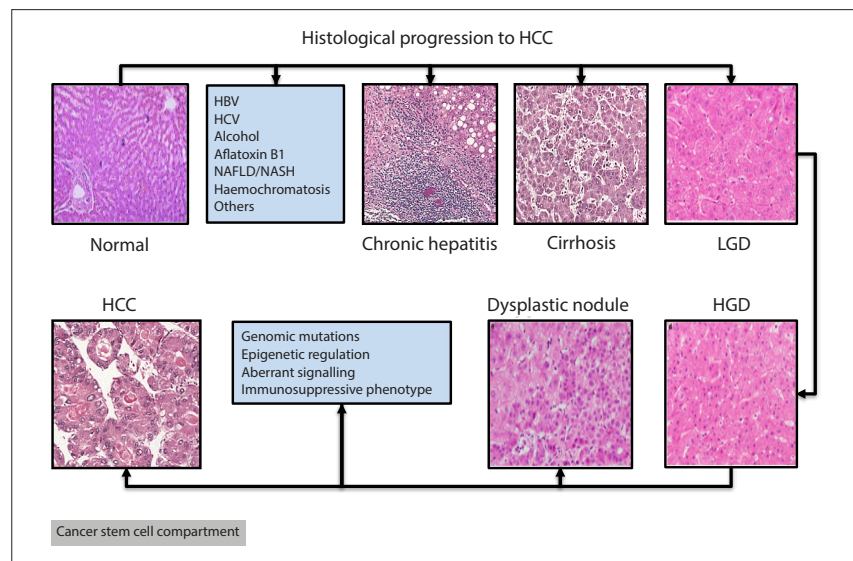 Histological progression to HCC
HBV
HCV
Alcohol
Aflatoxin B1
NAFLD/NASH
Haemochromatosis
Others
Normal
Chronic hepatitis
Cirrhosis
LGD
HCC
Genomic mutations
Epigenetic regulation
Aberrant signalling
Immunosuppressive phenotype
Dysplastic nodule
HGD
Cancer stem cell compartment